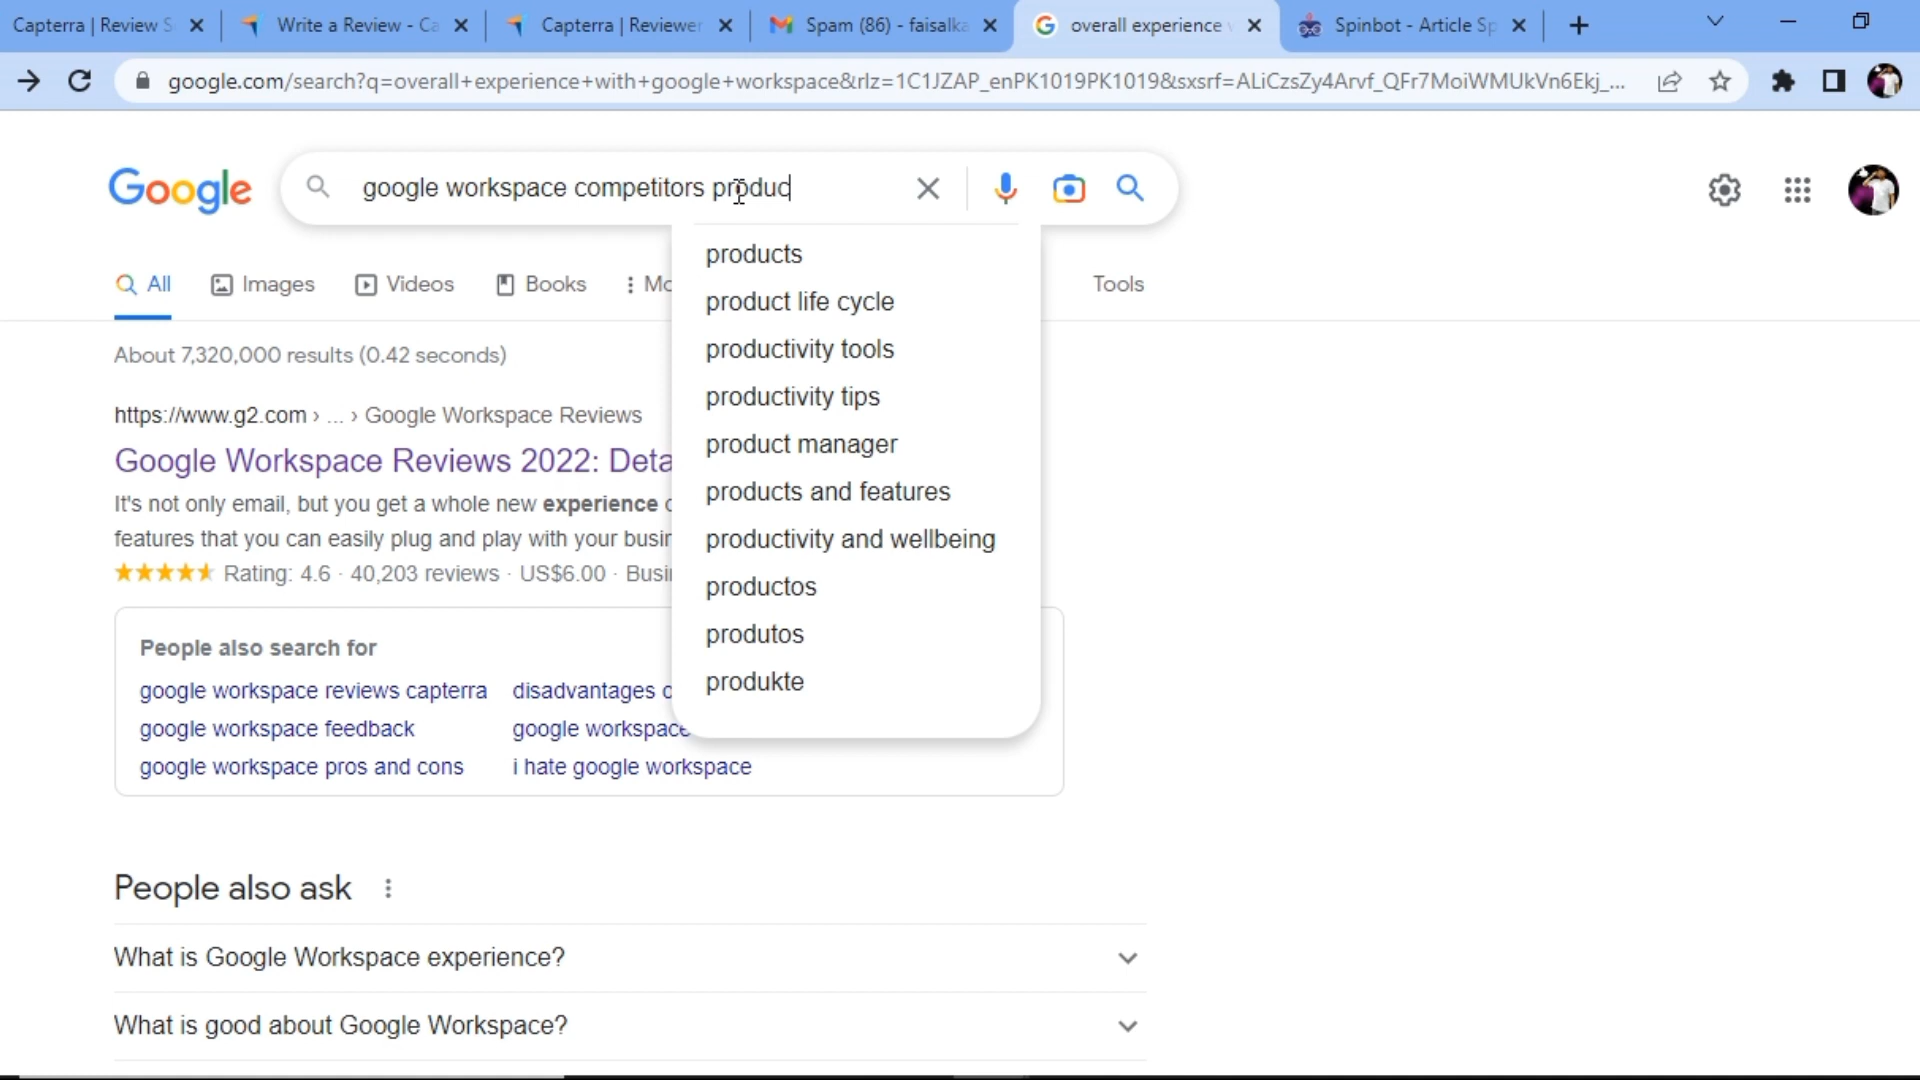 Capterra | Review S
Write a Review - Ca
Capterra | Reviewer
Spam (86) - faisalka
overall experience
Spinbot - Article Sp
google.com/search?q=overall+experience+with+google+workspace&rlz=1C1JZAP_enPK1019PK1019&sxsrf=ALiCzsZy4Arvf_QFr7MoiWMUkVn6Ekj_...
Google
google workspace competitors produc
products
product life cycle
productivity tools
productivity tips
product manager
products and features
productivity and wellbeing
productos
produtos
produkte
All
Images
Videos
Books
Mo
Tools
About 7,320,000 results (0.42 seconds)
https://www.g2.com › ... › Google Workspace Reviews
Google Workspace Reviews 2022: Deta
It's not only email, but you get a whole new experience
features that you can easily plug and play with your busi
Rating: 4.6 · 40,203 reviews · US$6.00 · Busi
People also search for
google workspace reviews capterra
disadvantages
google workspace feedback
google workspace
google workspace pros and cons
i hate google workspace
People also ask
What is Google Workspace experience?
What is good about Google Workspace?